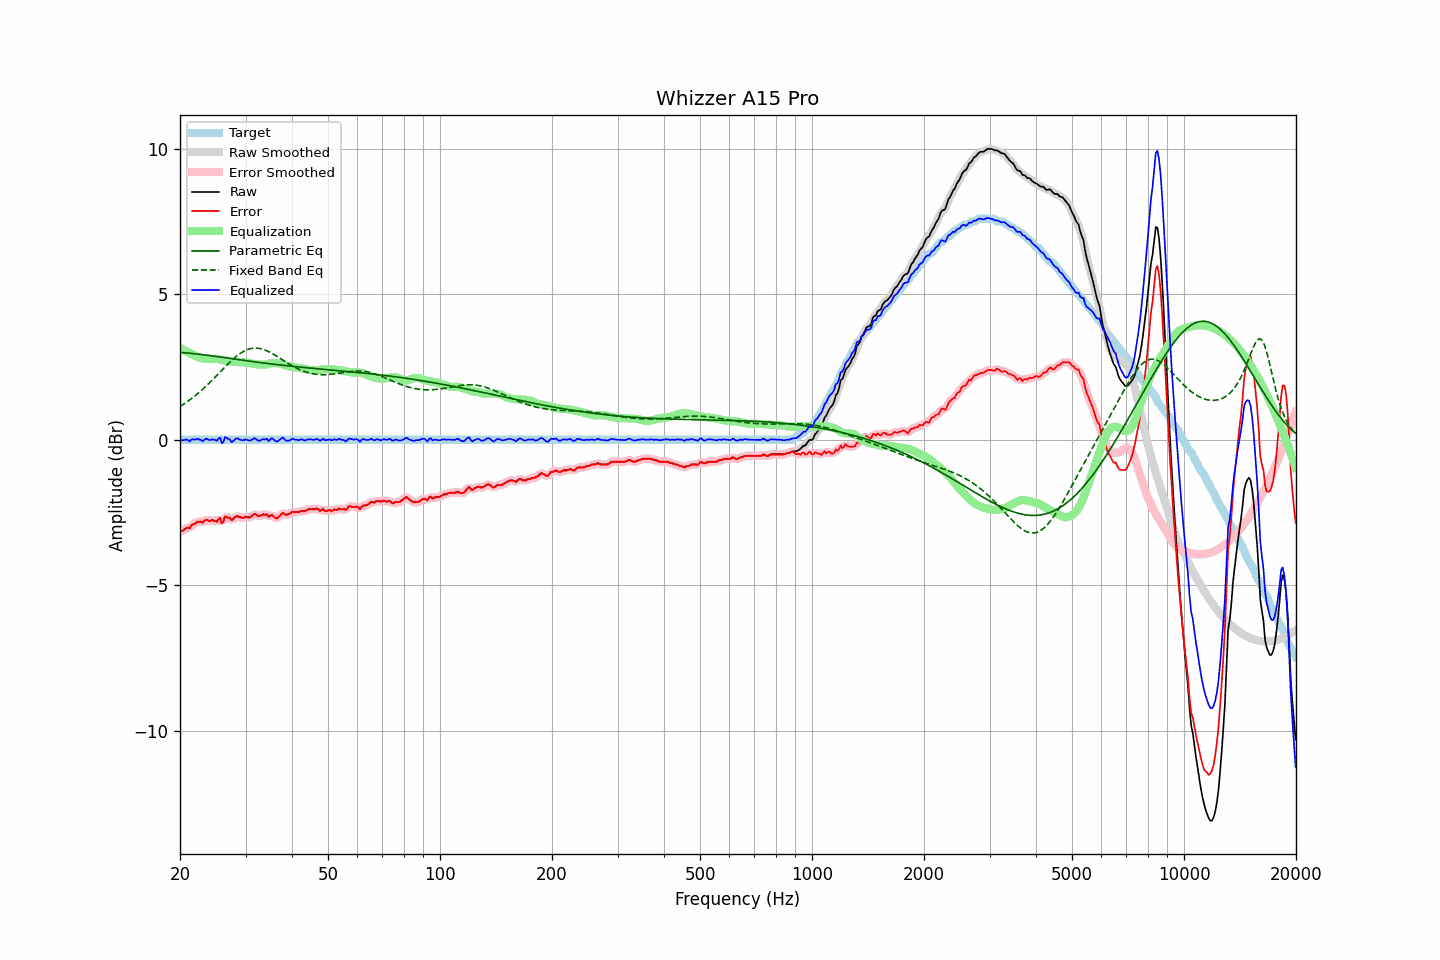 Whizzer A15 Pro
Target
Raw Smoothed
Error Smoothed
Raw
Error
Equalization
Parametric Eq
Fixed Band Eq
Equalized
10
5
0
−5
−10
Amplitude (dBr)
20 50 100 200 500 1000 2000 5000 10000 20000
Frequency (Hz)